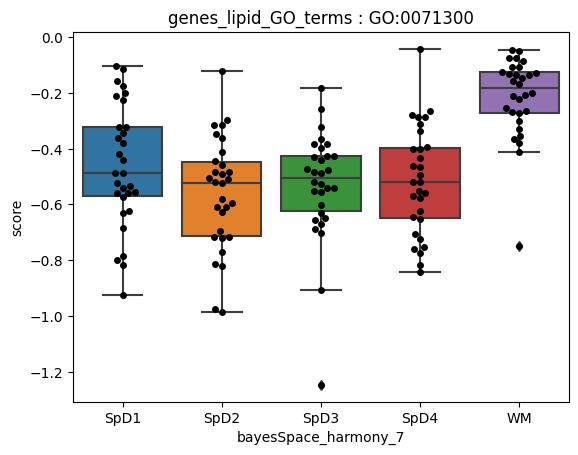 genes_lipid_GO_terms : GO:0071300
0.0
−0.2
−0.4
−0.6
−0.8
−1.0
−1.2
score
SpD1 SpD2 SpD3 SpD4 WM
bayesSpace_harmony_7